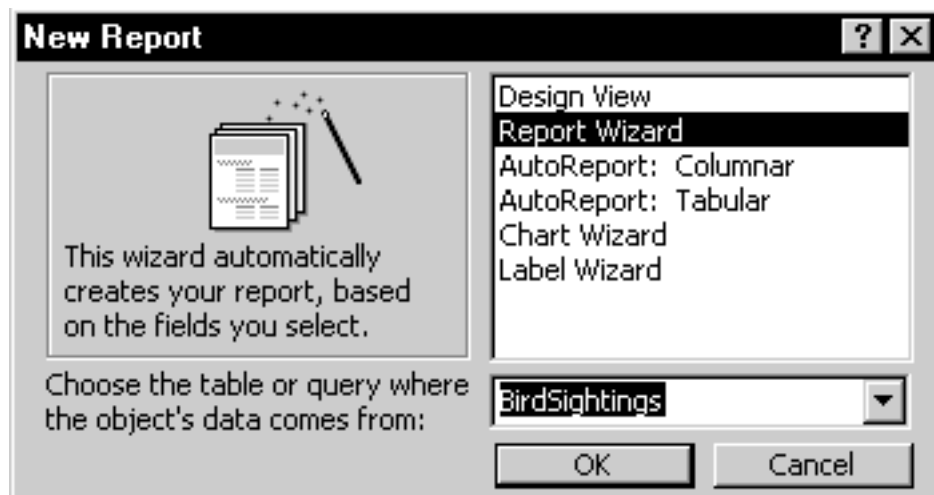 New Report
?
This wizard automatically
creates your report, based
on the fields you select.
Design View
Report Wizard
AutoReport: Columnar
AutoReport: Tabular
Chart Wizard
Label Wizard
Choose the table or query where
the object's data comes from:
BirdSightings
OK
Cancel